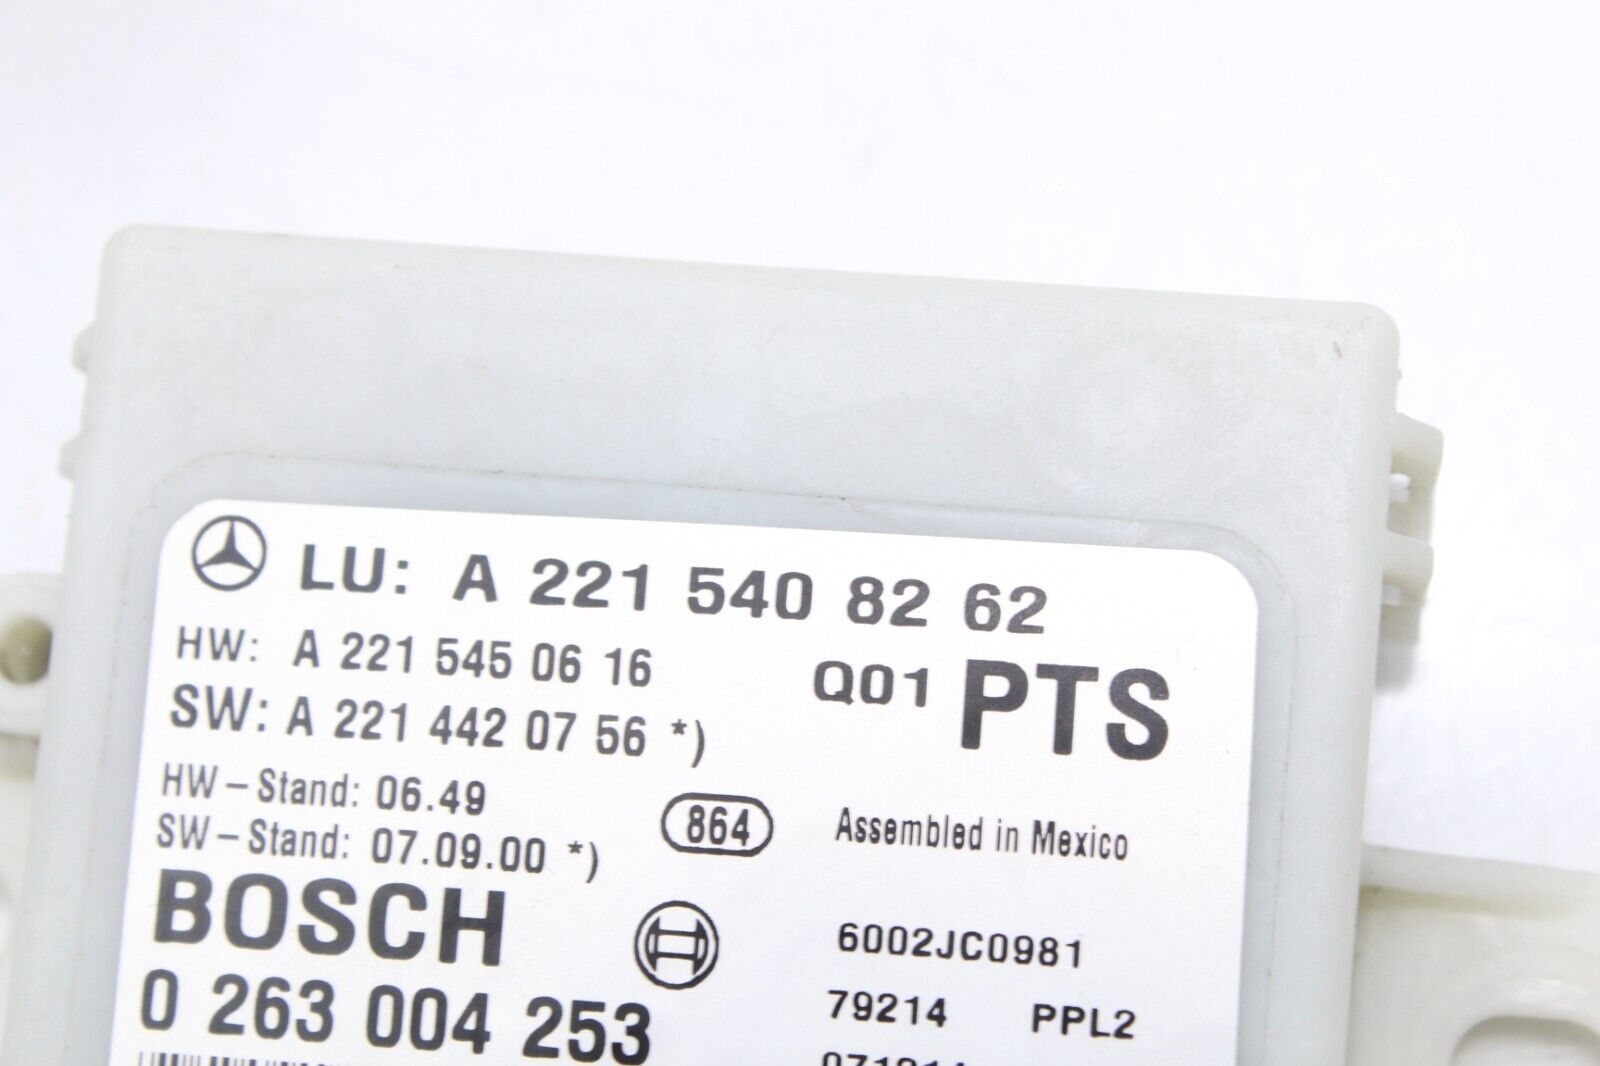 LU: A 221 540 82 62
HW: A 221 545 06 16
Q01 PTS
SW: A 221 442 07 56 *)
HW-Stand: 06.49
864
Assembled in Mexico
SW-Stand: 07.09.00 *)
BOSCH
6002JC0981
0 263 004 253
79214 PPL2